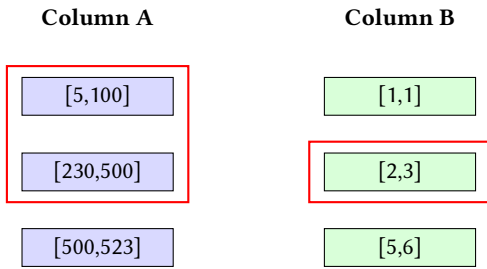 Column A Column B
[5,100] [1,1]
[230,500] [2,3]
[500,523] [5,6]